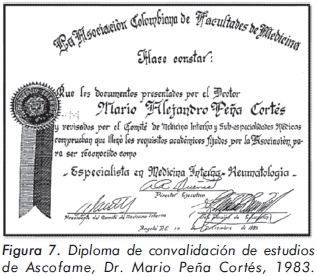 La Asociación Colombiana de Facultades de Medicina
Hace constar:
Que los documentos presentados por el Doctor
Mario Alejandro Peña Cortés
y revisados por el Comité de Medicina Interna y Sub-especialidades Médicas
comprueban que llenó los requisitos académicos fijados por la Asociación pa-
ra ser reconocido como
-Especialista en Medicina Interna-Reumatología-
Director Ejecutivo
Presidente del Comité de Medicina Interna
Bogotá D.E. 1983
Figura 7. Diploma de convalidación de estudios
de Ascofame, Dr. Mario Peña Cortés, 1983.